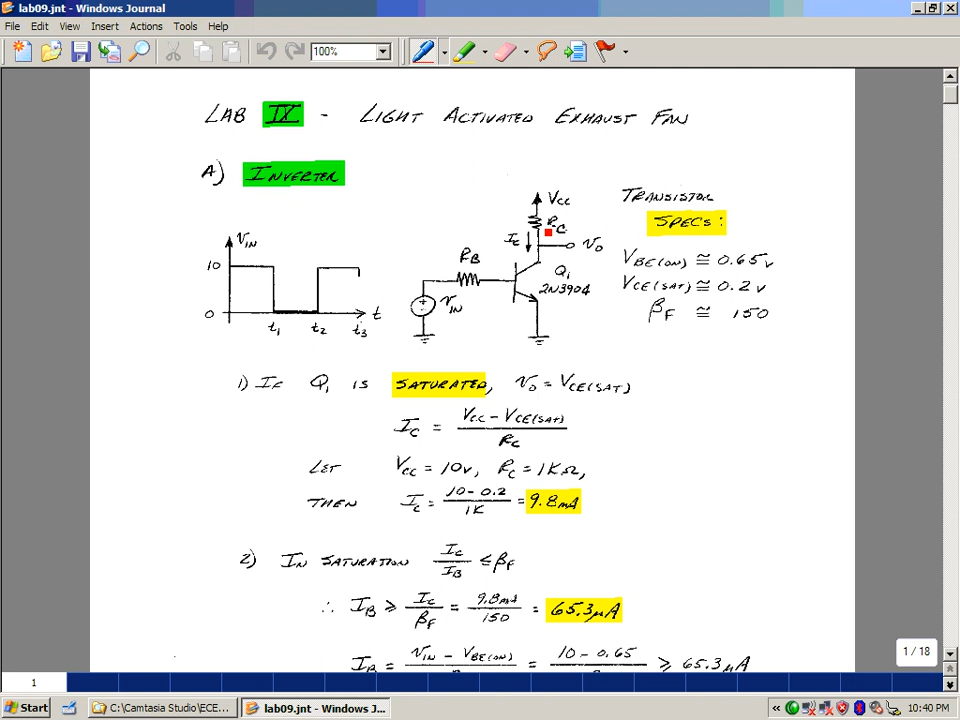 lab09.jnt - Windows Journal
File Edit View Insert Actions Tools Help
100%
LAB IX - LIGHT ACTIVATED EXHAUST FAN
A) INVERTER
VIN
10
0
t1 t2 t3 t
VCC
RC
IC
VO
RB
Q1
2N3904
VIN
TRANSISTOR
SPECS:
VBE(ON) ≅ 0.65V
VCE(SAT) ≅ 0.2V
βF ≅ 150
1) IF Q1 IS SATURATED, VO = VCE(SAT)
IC = (VCC - VCE(SAT)) / RC
LET VCC = 10V, RC = 1KΩ,
THEN IC = (10 - 0.2) / 1K = 9.8mA
2) IN SATURATION IC / IB ≤ βF
∴ IB ≥ IC / βF = 9.8mA / 150 = 65.3μA
IB = VIN - VBE(ON) = 10 - 0.65 ≥ 65.3μA
1 / 18
1
Start C:\Camtasia Studio\ECE... lab09.jnt - Windows J... « 10:40 PM